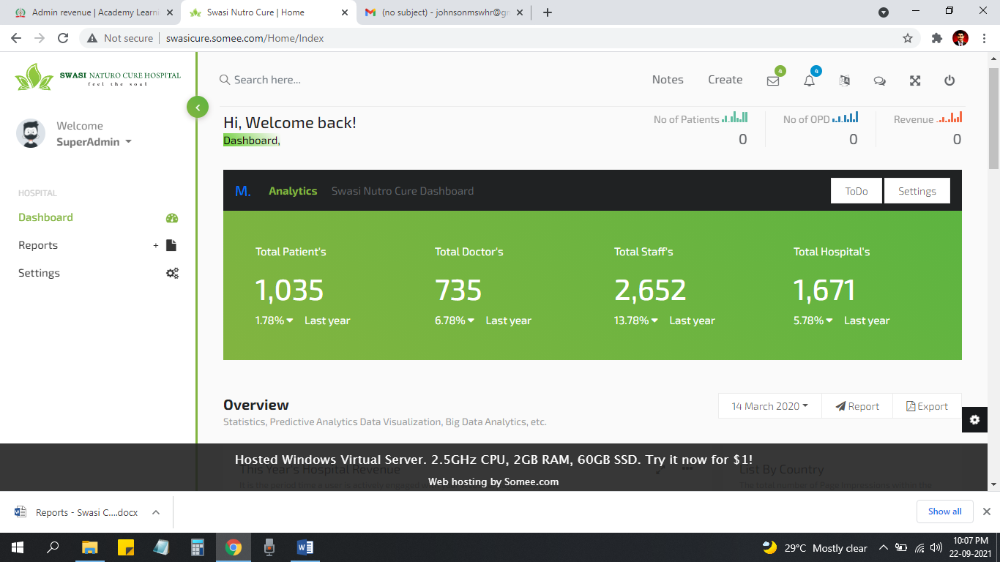 Admin revenue | Academy Learni
Swasi Nutro Cure | Home
(no subject) - johnsonmswhr@gm
Not secure | swasicure.somee.com/Home/Index
SWASI NATURO CURE HOSPITAL
feel the soul
Search here...
Notes
Create
4
4
Welcome
SuperAdmin
Hi, Welcome back!
Dashboard,
No of Patients
0
No of OPD
0
Revenue
0
HOSPITAL
Dashboard
Reports +
Settings
M. Analytics Swasi Nutro Cure Dashboard
ToDo
Settings
Total Patient's
1,035
1.78% Last year
Total Doctor's
735
6.78% Last year
Total Staff's
2,652
13.78% Last year
Total Hospital's
1,671
5.78% Last year
Overview
Statistics, Predictive Analytics Data Visualization, Big Data Analytics, etc.
14 March 2020
Report
Export
This Year's Hospital Revenue
It is the period time a user is actively engaged
List By Country
The total number of Page Impressions within the
Hosted Windows Virtual Server. 2.5GHz CPU, 2GB RAM, 60GB SSD. Try it now for $1!
Web hosting by Somee.com
Reports - Swasi C....docx
Show all
29°C Mostly clear
10:07 PM
22-09-2021